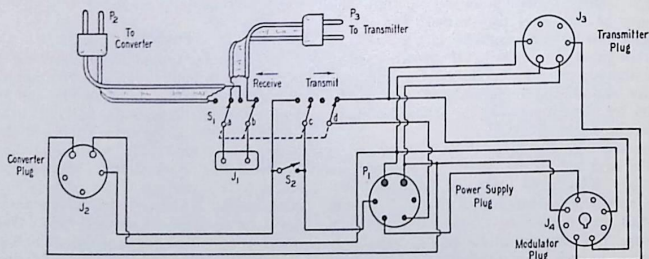 P2
To
Converter
P3
To Transmitter
J3
Transmitter
Plug
Receive
Transmit
S1
a
b
c
d
J1
S2
Converter
Plug
J2
P1
Power Supply
Plug
J4
Modulator
Plug